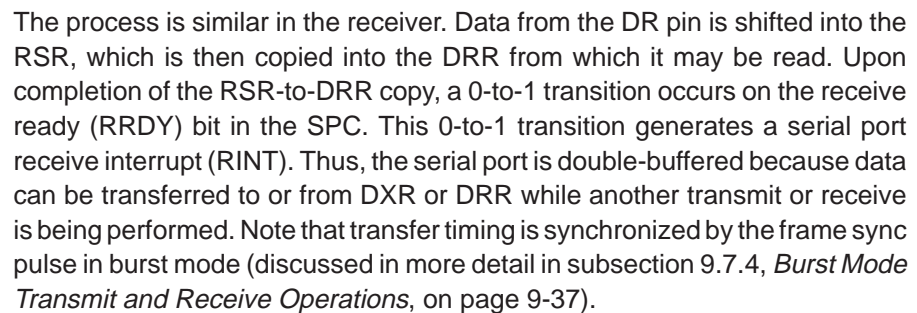 The process is similar in the receiver. Data from the DR pin is shifted into the
RSR, which is then copied into the DRR from which it may be read. Upon
completion of the RSR-to-DRR copy, a 0-to-1 transition occurs on the receive
ready (RRDY) bit in the SPC. This 0-to-1 transition generates a serial port
receive interrupt (RINT). Thus, the serial port is double-buffered because data
can be transferred to or from DXR or DRR while another transmit or receive
is being performed. Note that transfer timing is synchronized by the frame sync
pulse in burst mode (discussed in more detail in subsection 9.7.4, Burst Mode
Transmit and Receive Operations, on page 9-37).